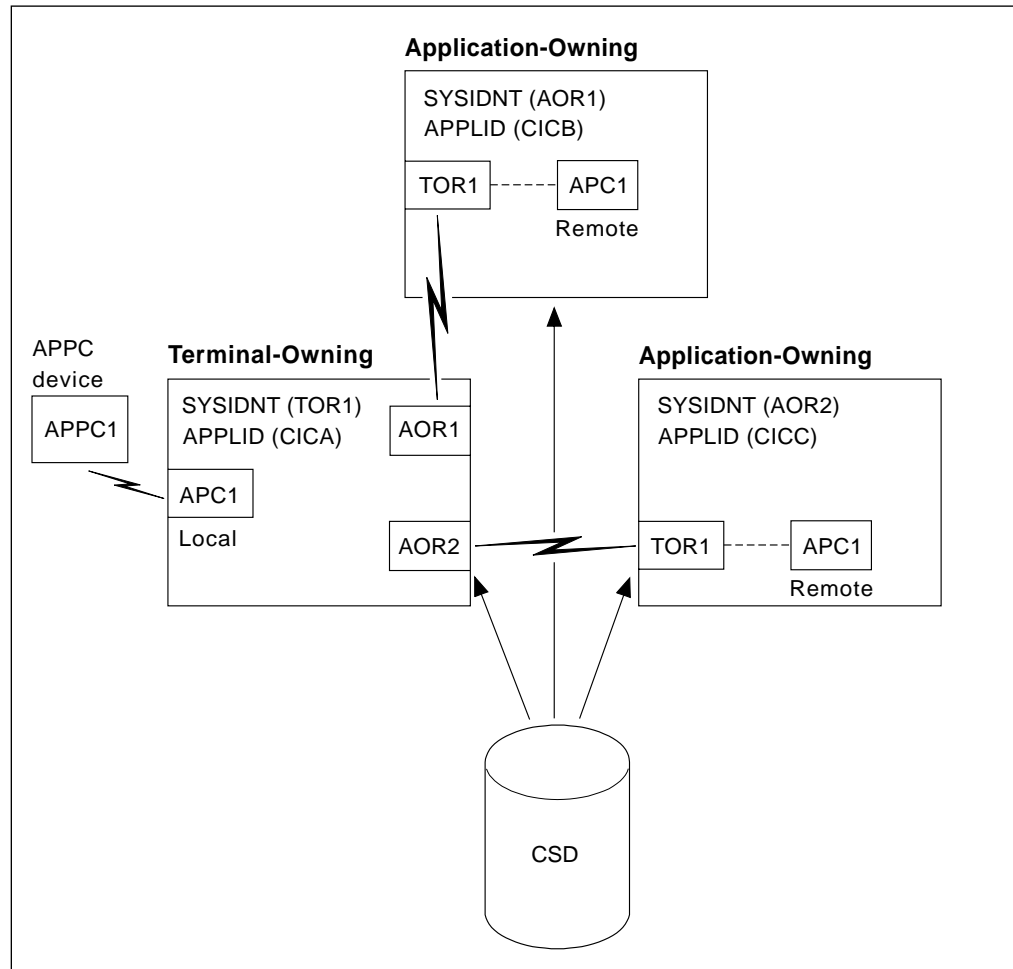 Application-Owning
SYSIDNT (AOR1)
APPLID (CICB)
TOR1
APC1
Remote
APPC
device
APPC1
Terminal-Owning
SYSIDNT (TOR1)
APPLID (CICA)
AOR1
APC1
Local
AOR2
Application-Owning
SYSIDNT (AOR2)
APPLID (CICC)
TOR1
APC1
Remote
CSD